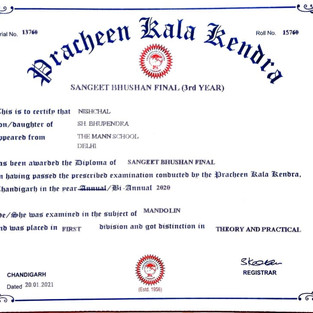 rial No. 13760
Roll No. 15760
Pracheen Kala Kendra
SANGEET BHUSHAN FINAL (3rd YEAR)
his is to certify that NISHCHAL
on/daughter of SH. BHUPENDRA
ppeared from THE MANN SCHOOL
DELHI
as been awarded the Diploma of SANGEET BHUSHAN FINAL
n having passed the prescribed examination conducted by the Pracheen Kala Kendra,
handigarh in the year Annual/Bi-Annual 2020
e/She was examined in the subject of MANDOLIN
nd was placed in FIRST division and got distinction in THEORY AND PRACTICAL
CHANDIGARH
Dated 20.01.2021
(Estd. 1956)
REGISTRAR